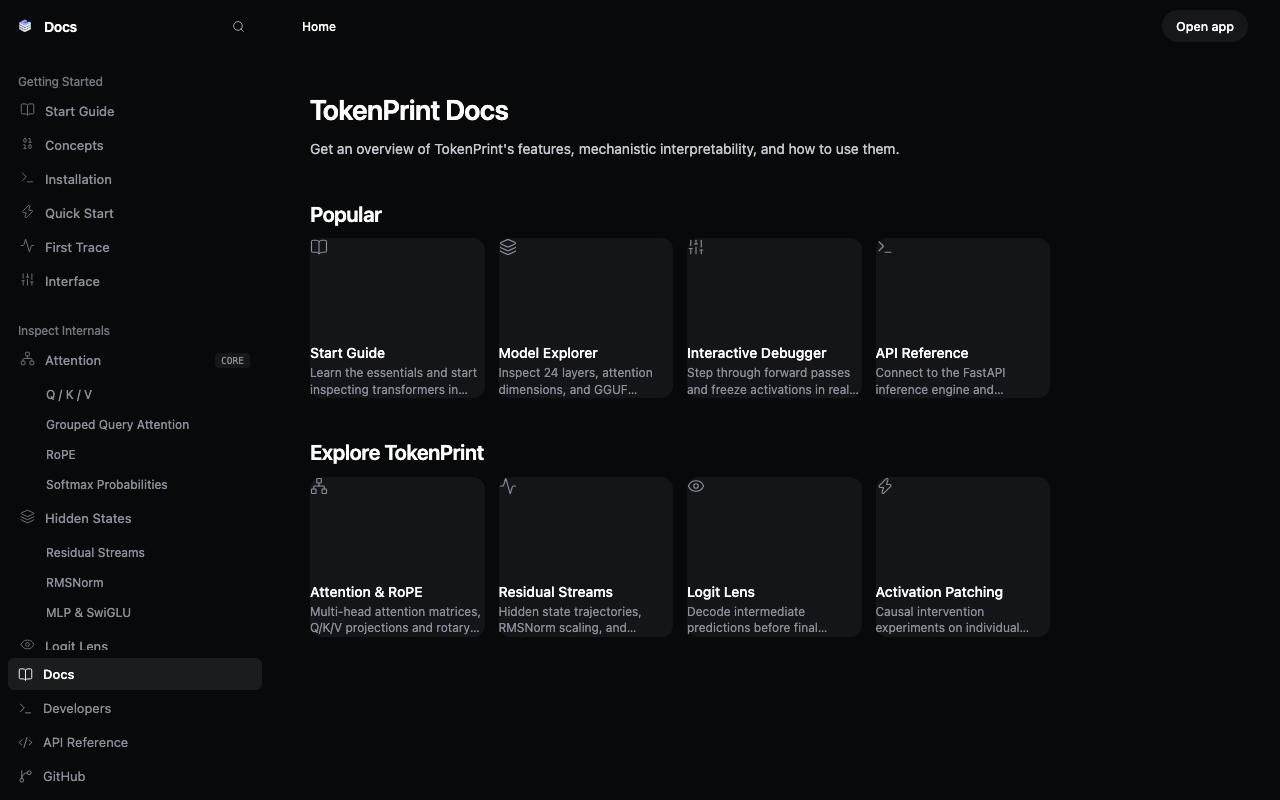 Docs
Home
Open app
Getting Started
Start Guide
Concepts
Installation
Quick Start
First Trace
Interface
Inspect Internals
Attention
CORE
Q / K / V
Grouped Query Attention
RoPE
Softmax Probabilities
Hidden States
Residual Streams
RMSNorm
MLP & SwiGLU
Logit Lens
Docs
Developers
API Reference
GitHub
TokenPrint Docs
Get an overview of TokenPrint's features, mechanistic interpretability, and how to use them.
Popular
Start Guide
Learn the essentials and start
inspecting transformers in...
Model Explorer
Inspect 24 layers, attention
dimensions, and GGUF...
Interactive Debugger
Step through forward passes
and freeze activations in real...
API Reference
Connect to the FastAPI
inference engine and...
Explore TokenPrint
Attention & RoPE
Multi-head attention matrices,
Q/K/V projections and rotary...
Residual Streams
Hidden state trajectories,
RMSNorm scaling, and...
Logit Lens
Decode intermediate
predictions before final...
Activation Patching
Causal intervention
experiments on individual...